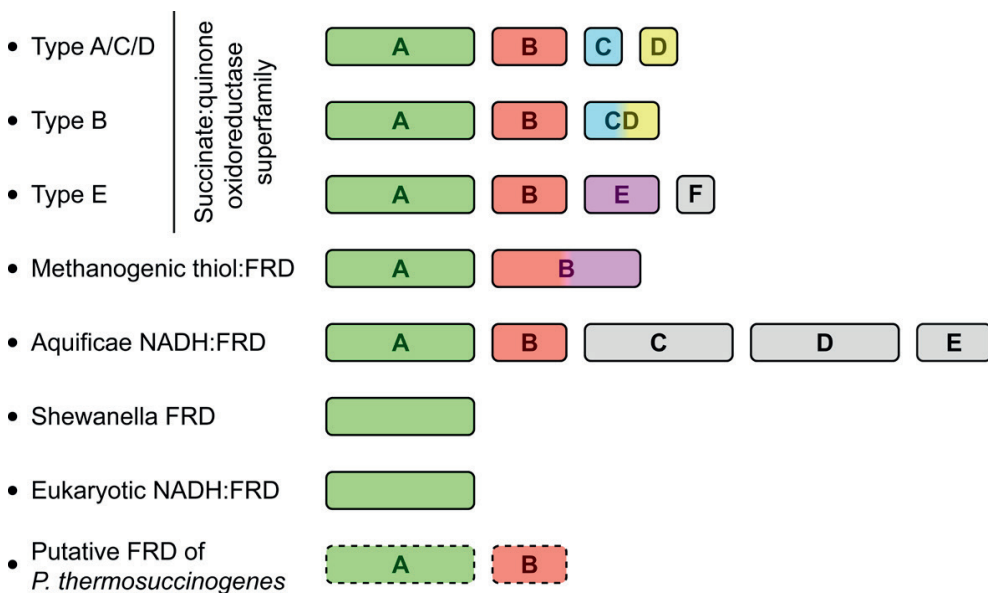 • Type A/C/D
A B C D
• Type B
A B CD
• Type E
A B E F
Succinate:quinone
oxidoreductase
superfamily
• Methanogenic thiol:FRD
A B
• Aquificae NADH:FRD
A B C D E
• Shewanella FRD
• Eukaryotic NADH:FRD
• Putative FRD of
P. thermosuccinogenes
A B